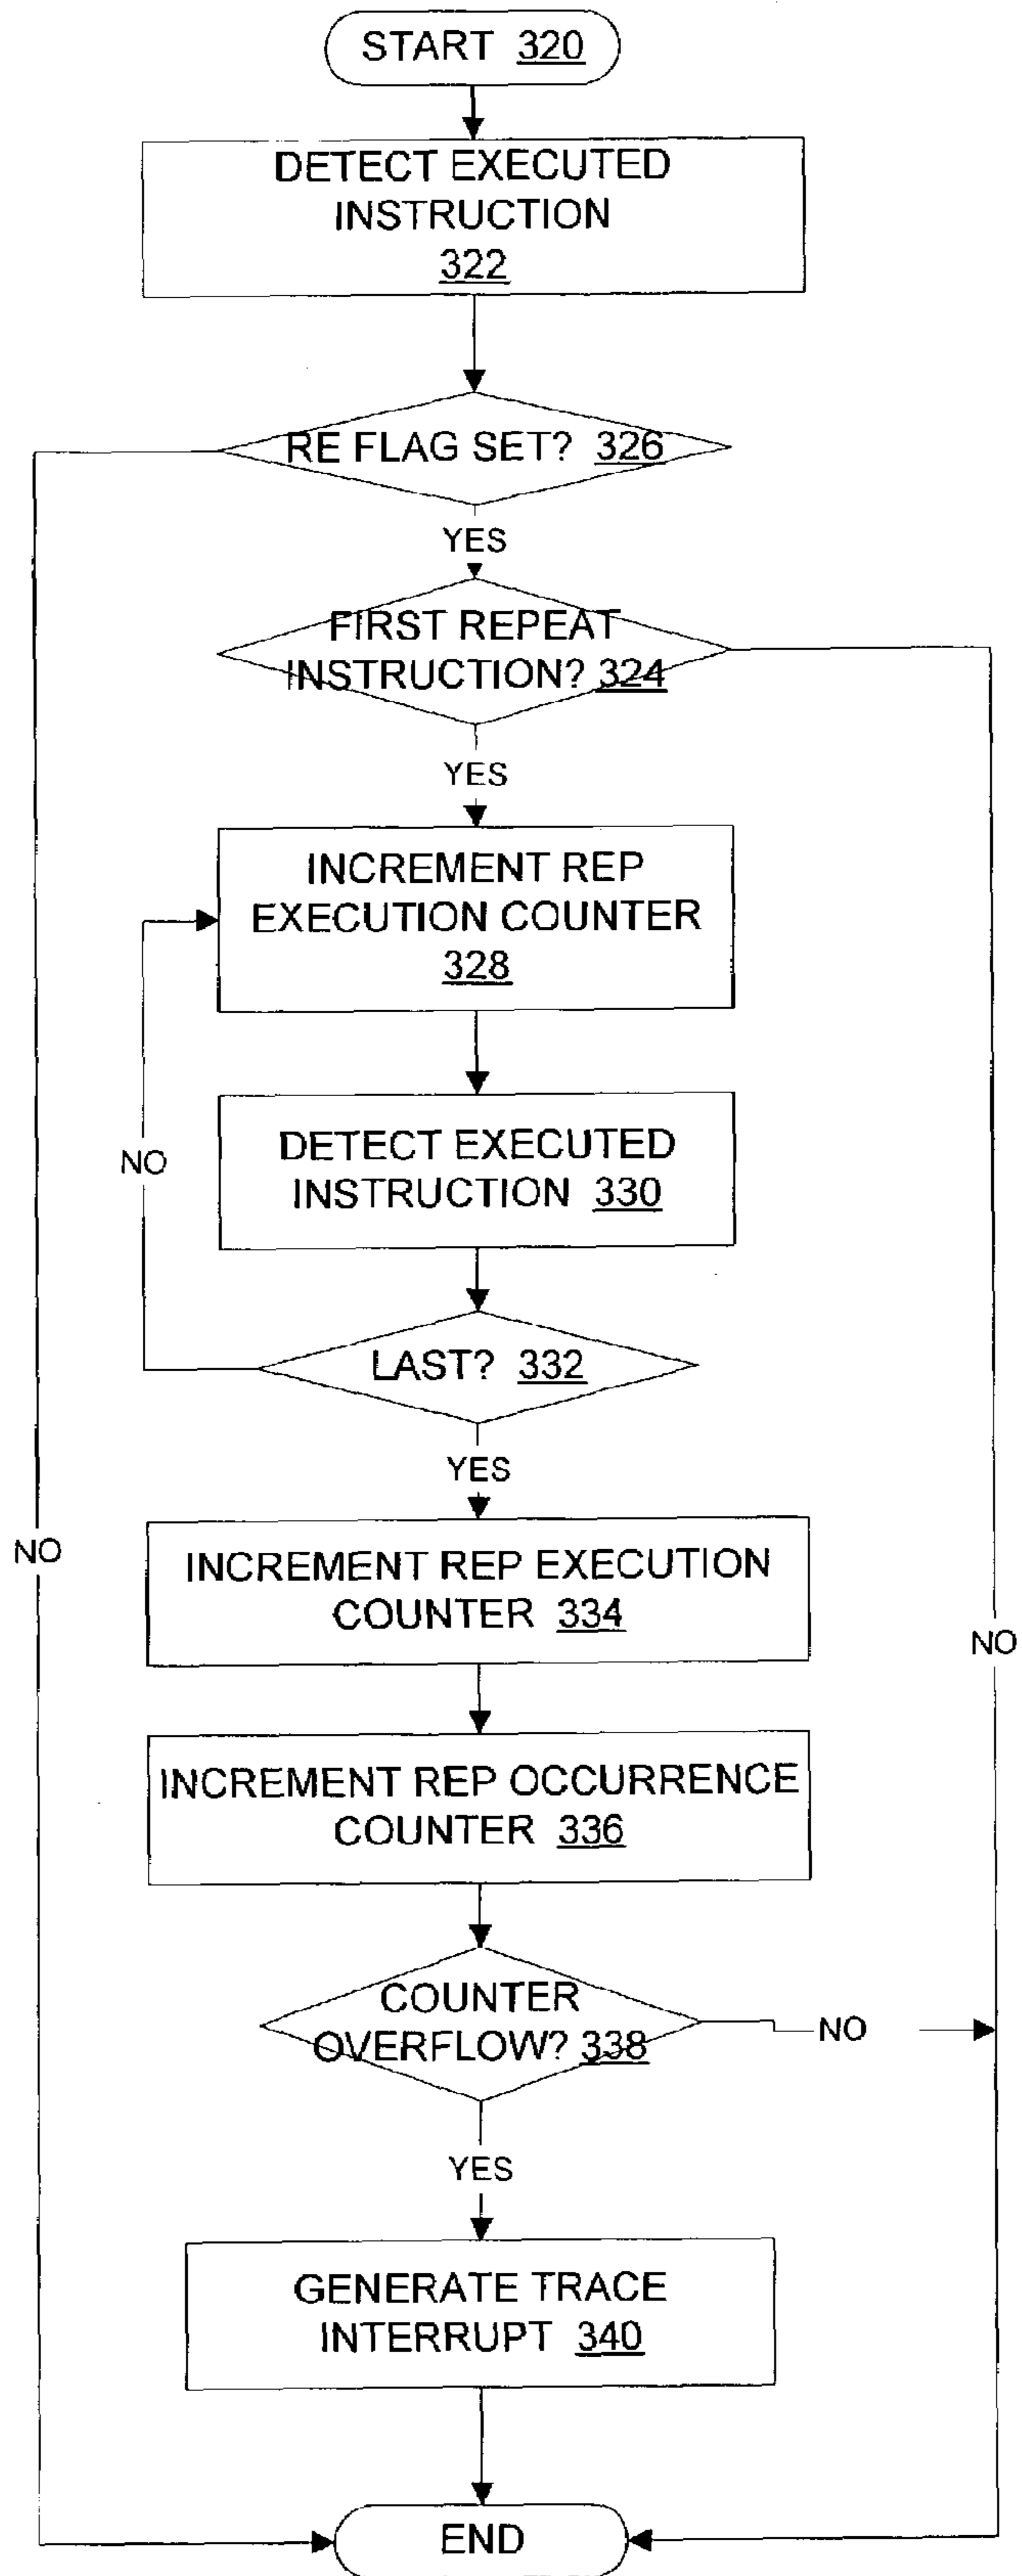 START 320
DETECT EXECUTED
INSTRUCTION
322
RE FLAG SET? 326
YES
FIRST REPEAT
INSTRUCTION? 324
YES
INCREMENT REP
EXECUTION COUNTER
328
DETECT EXECUTED
INSTRUCTION 330
NO
LAST? 332
YES
NO
INCREMENT REP EXECUTION
COUNTER 334
NO
INCREMENT REP OCCURRENCE
COUNTER 336
COUNTER
OVERFLOW? 338
NO
YES
GENERATE TRACE
INTERRUPT 340
END